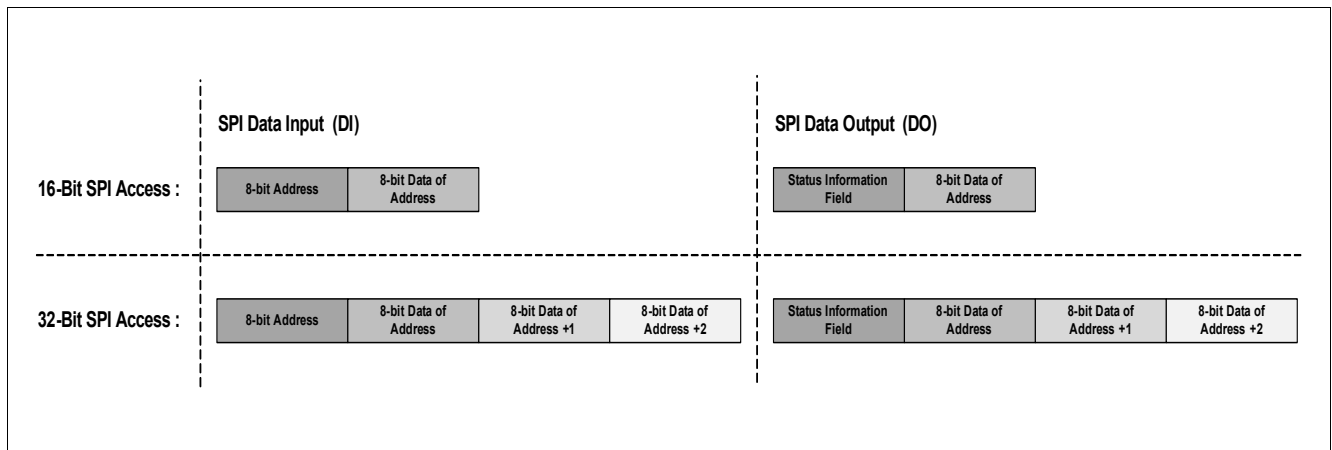 SPI Data Input (DI)
SPI Data Output (DO)
16-Bit SPI Access :
8-bit Address
8-bit Data of
Address
Status Information
Field
8-bit Data of
Address
32-Bit SPI Access :
8-bit Address
8-bit Data of
Address
8-bit Data of
Address +1
8-bit Data of
Address +2
Status Information
Field
8-bit Data of
Address
8-bit Data of
Address +1
8-bit Data of
Address +2